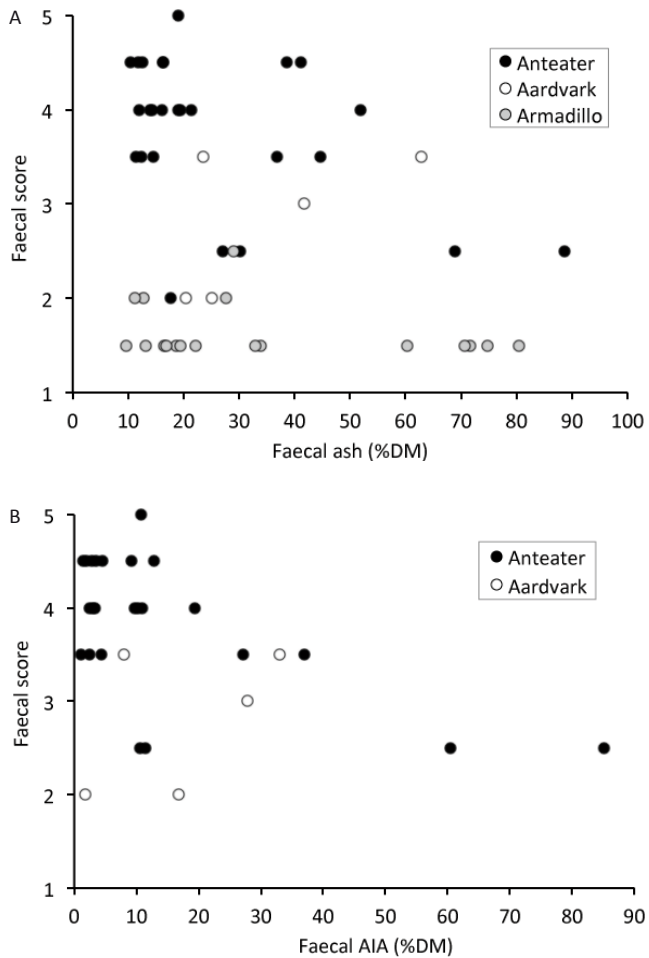 A
5
4
3
2
1
Faecal score
Anteater
Aardvark
Armadillo
0 10 20 30 40 50 60 70 80 90 100
Faecal ash (%DM)
B
5
4
3
2
1
Faecal score
Anteater
Aardvark
0 10 20 30 40 50 60 70 80 90
Faecal AIA (%DM)